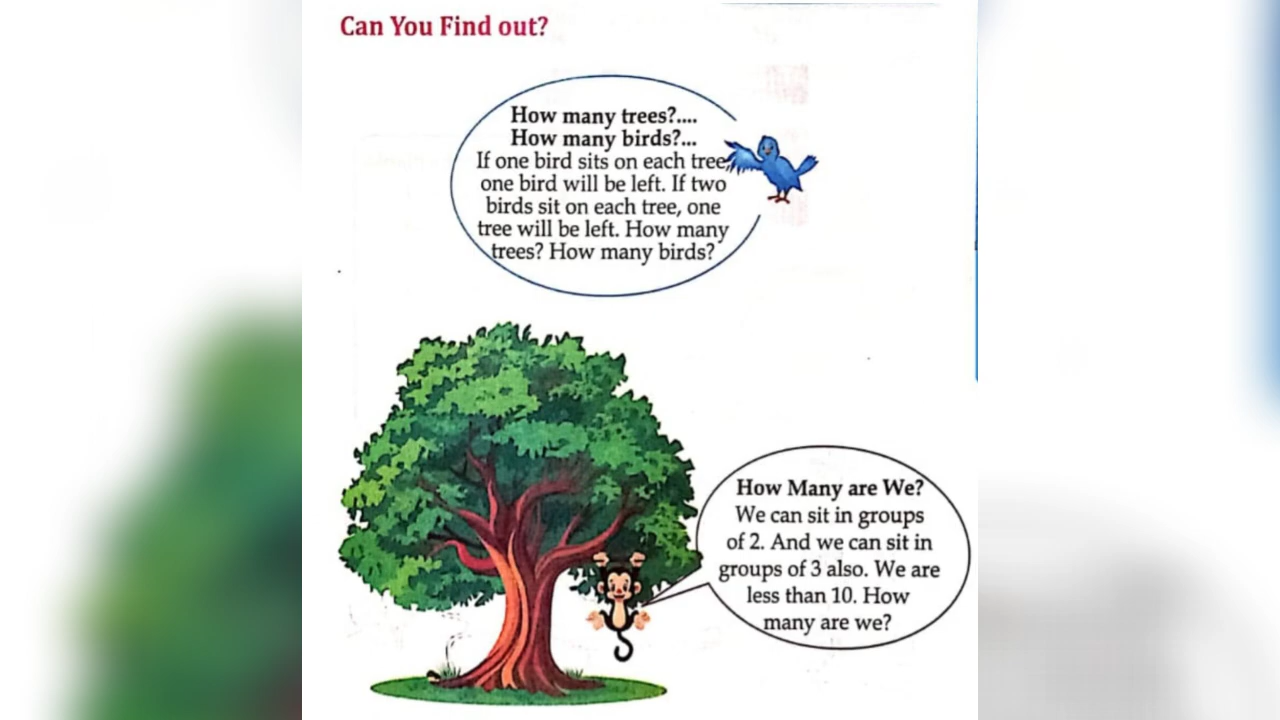 Can You Find out?
How many trees?....
How many birds?...
If one bird sits on each tree,
one bird will be left. If two
birds sit on each tree, one
tree will be left. How many
trees? How many birds?
How Many are We?
We can sit in groups
of 2. And we can sit in
groups of 3 also. We are
less than 10. How
many are we?